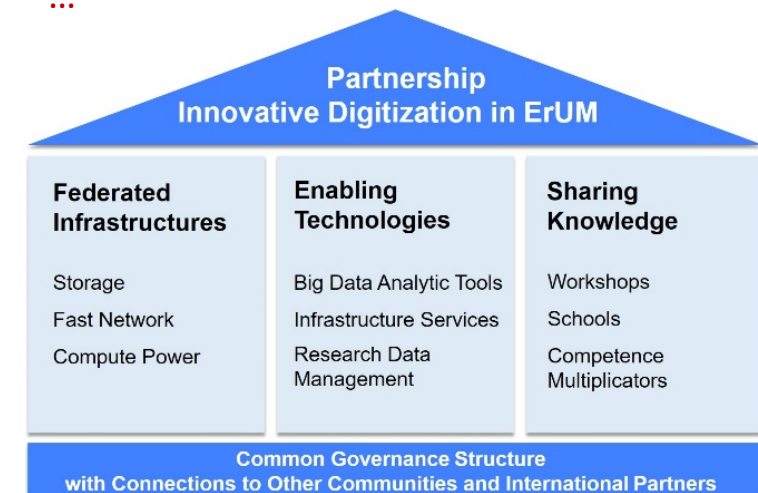 ...
Partnership
Innovative Digitization in ErUM
Federated
Infrastructures
Storage
Fast Network
Compute Power
Enabling
Technologies
Big Data Analytic Tools
Infrastructure Services
Research Data
Management
Sharing
Knowledge
Workshops
Schools
Competence
Multiplicators
Common Governance Structure
with Connections to Other Communities and International Partners